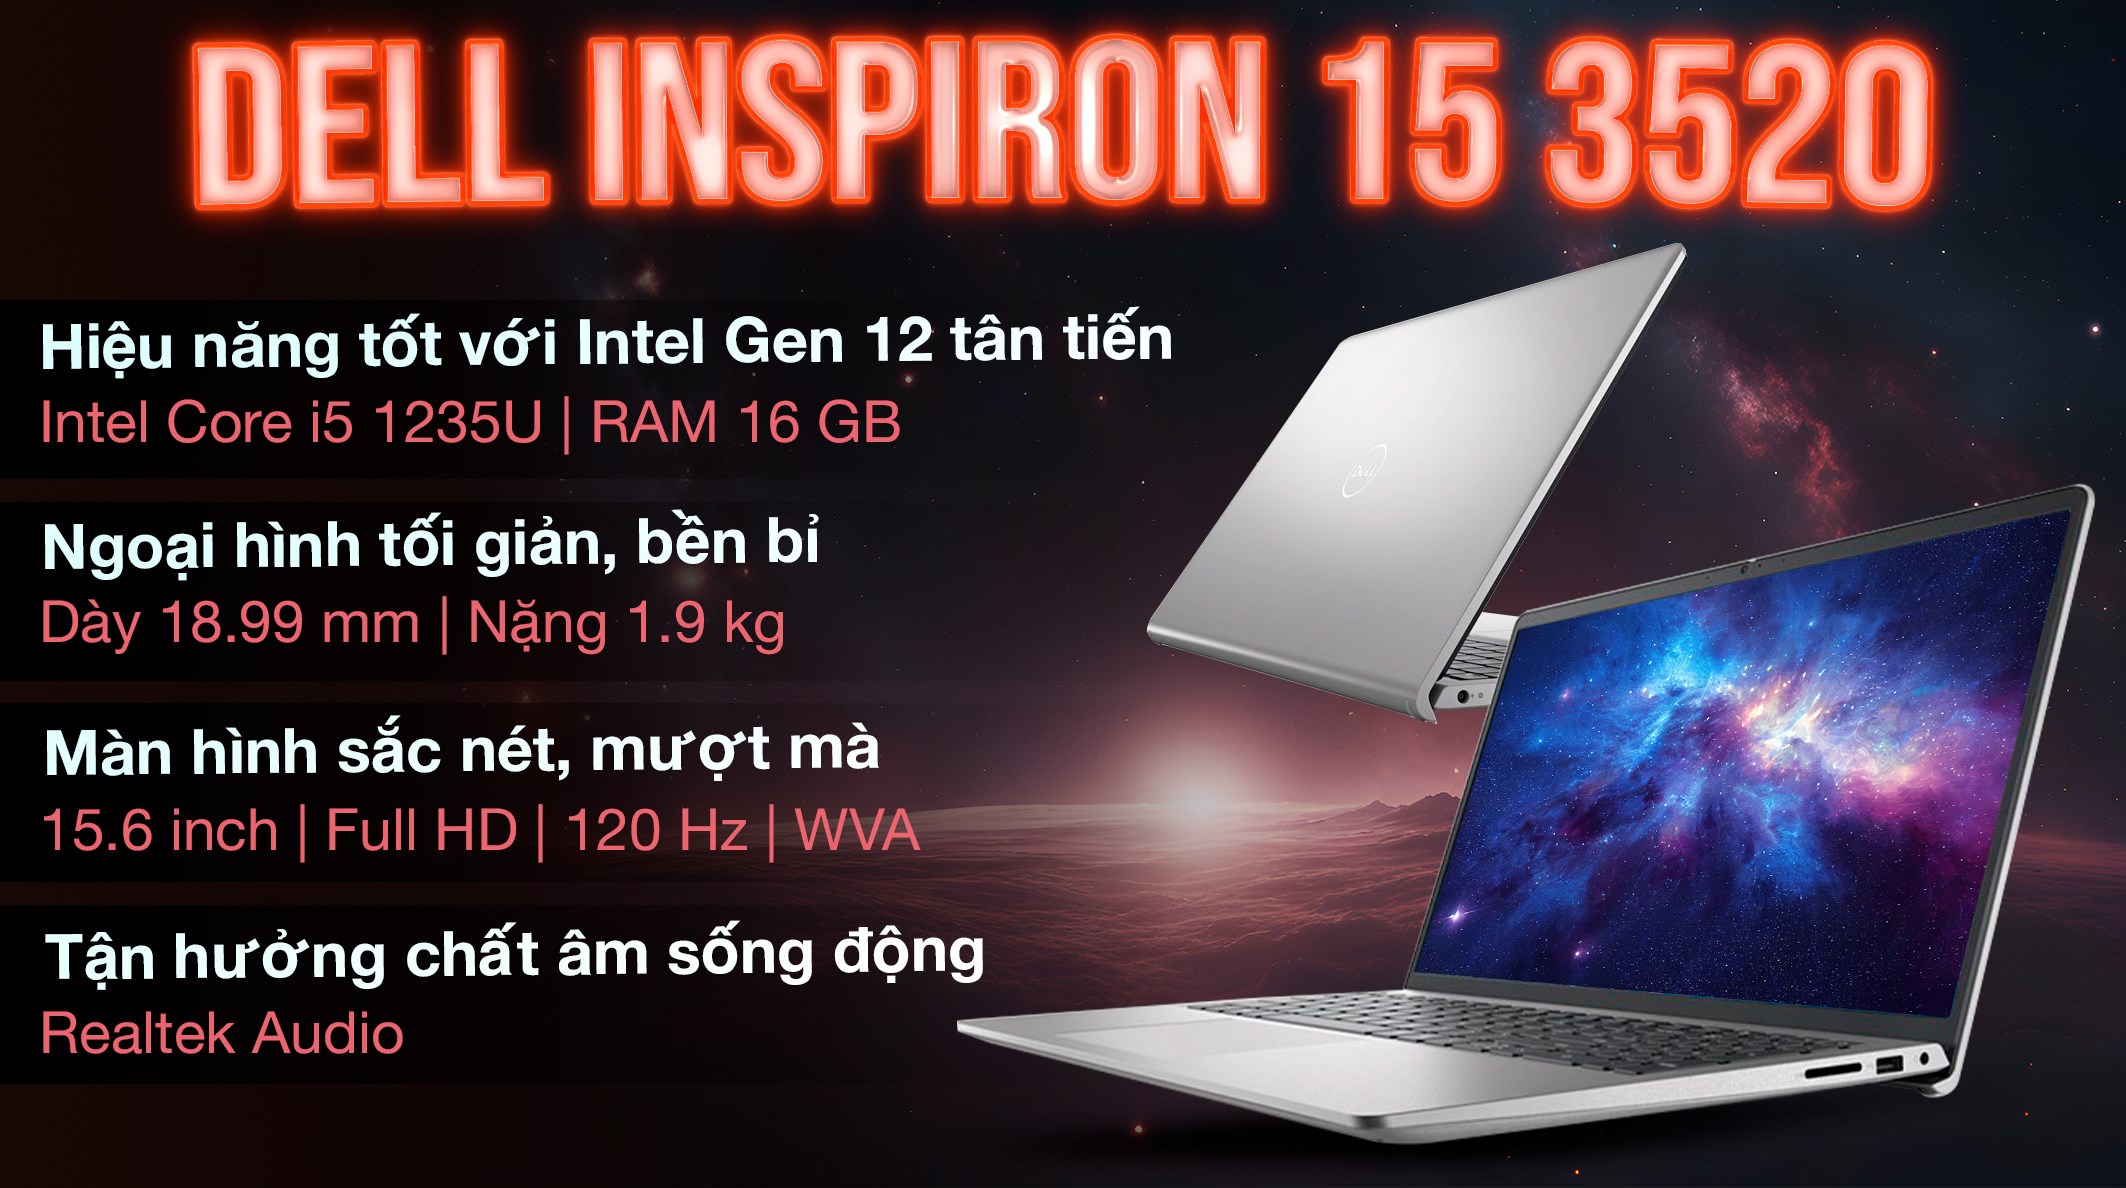 DELL INSPIRON 15 3520
Hiệu năng tốt với Intel Gen 12 tân tiến
Intel Core i5 1235U | RAM 16 GB
Ngoại hình tối giản, bền bỉ
Dày 18.99 mm | Nặng 1.9 kg
Màn hình sắc nét, mượt mà
15.6 inch | Full HD | 120 Hz | WVA
Tận hưởng chất âm sống động
Realtek Audio
DELL